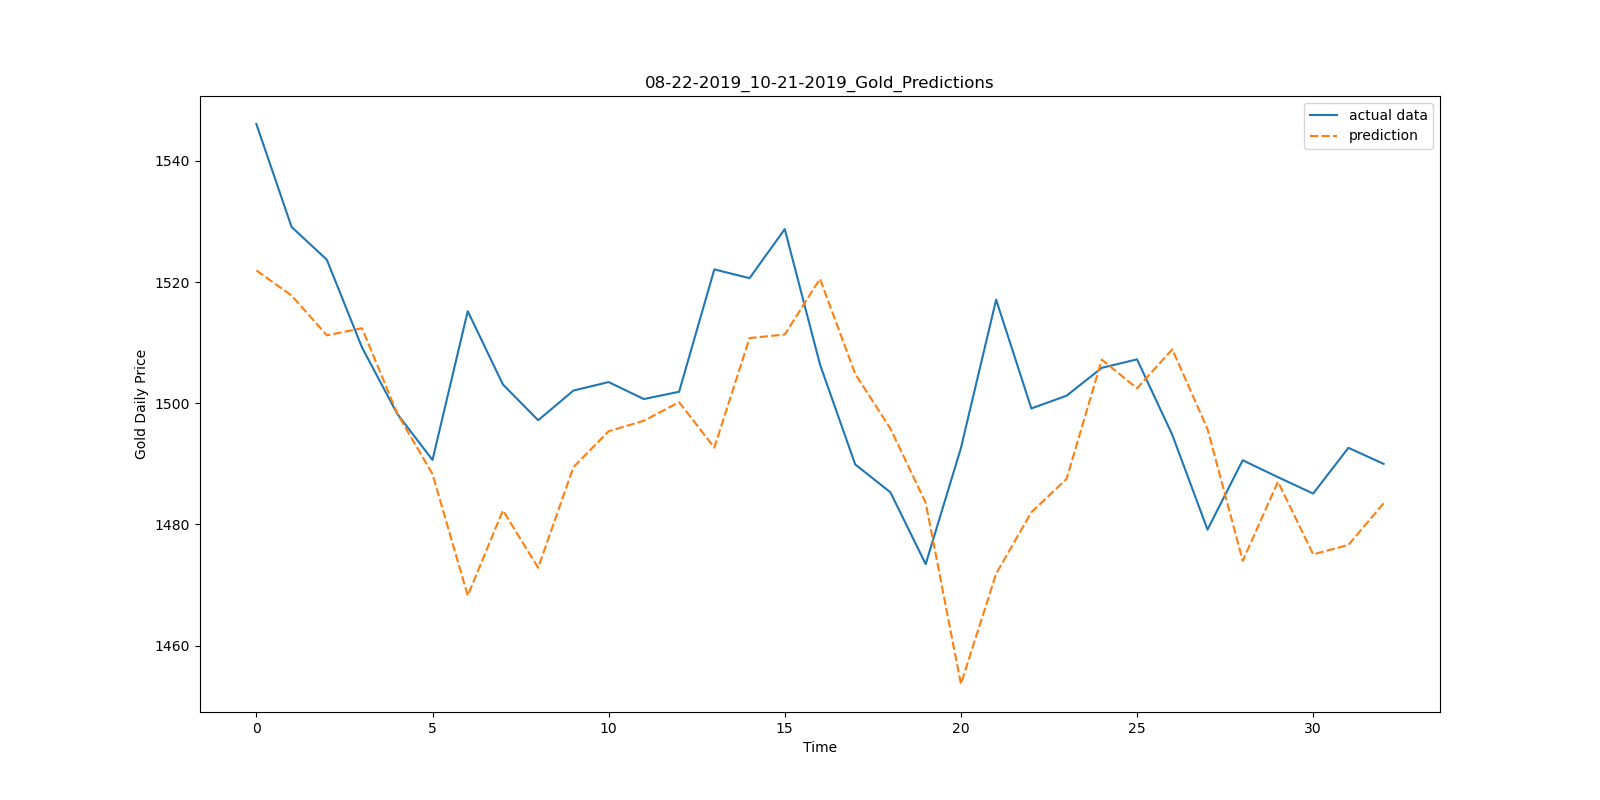 08-22-2019_10-21-2019_Gold_Predictions
actual data
prediction
1540
1520
1500
1480
1460
Gold Daily Price
0 5 10 15 20 25 30
Time